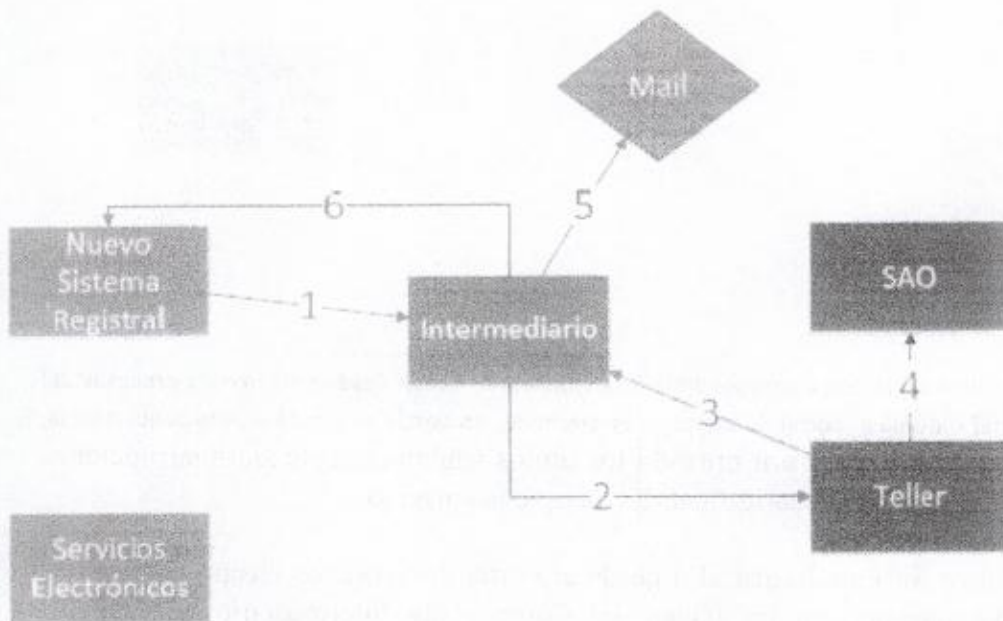 Mail
6
5
Nuevo
Sistema
Registral
1
Intermediario
SAO
3
4
2
Teller
Servicios
Electrónicos